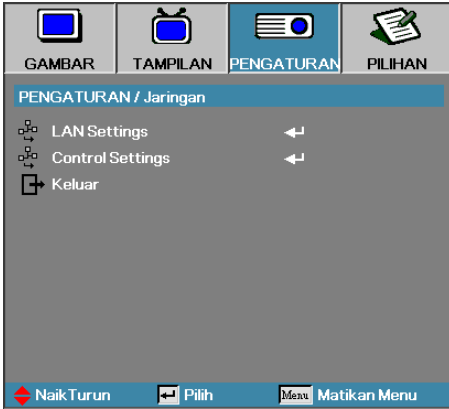 GAMBAR TAMPILAN PENGATURAN PILIHAN
PENGATURAN / Jaringan
LAN Settings
Control Settings
Keluar
NaikTurun Pilih Menu Matikan Menu